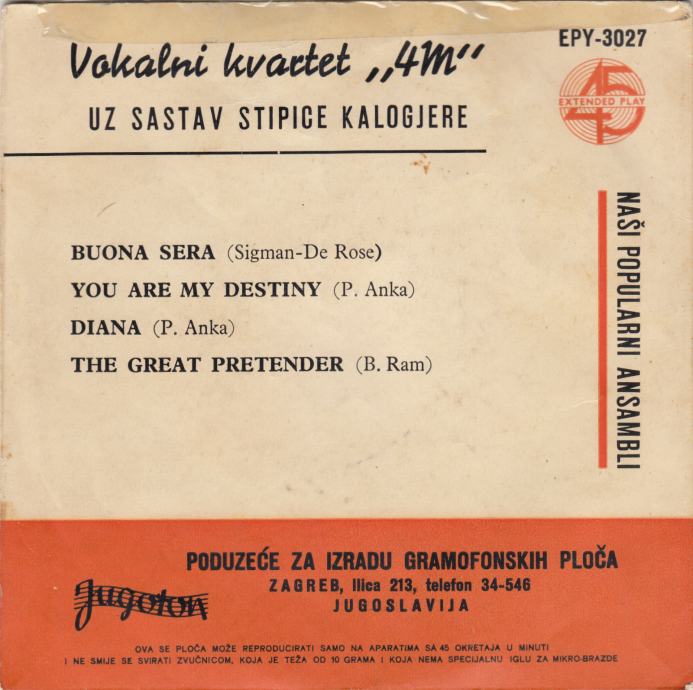 Vokalni kvartet „4M“
EPY-3027
UZ SASTAV STIPICE KALOGJERE
45
EXTENDED PLAY
NAŠI POPULARNI ANSAMBLI
BUONA SERA (Sigman-De Rose)
YOU ARE MY DESTINY (P. Anka)
DIANA (P. Anka)
THE GREAT PRETENDER (B. Ram)
PODUZEĆE ZA IZRADU GRAMOFONSKIH PLOČA
ZAGREB, Ilica 213, telefon 34-546
JUGOSLAVIJA
Jugoton
OVA SE PLOČA MOŽE REPRODUCIRATI SAMO NA APARATIMA SA 45 OKRETAJA U MINUTI
I NE SMIJE SE SVIRATI ZVUČNICOM, KOJA JE TEŽA OD 10 GRAMA I KOJA NEMA SPECIJALNU IGLU ZA MIKRO-BRAZDE